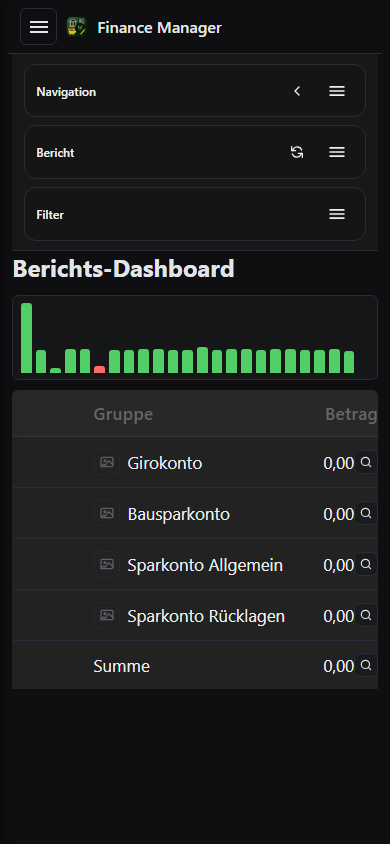 Finance Manager
Navigation
Bericht
Filter
Berichts-Dashboard
Gruppe Betrag
Girokonto 0,00
Bausparkonto 0,00
Sparkonto Allgemein 0,00
Sparkonto Rücklagen 0,00
Summe 0,00